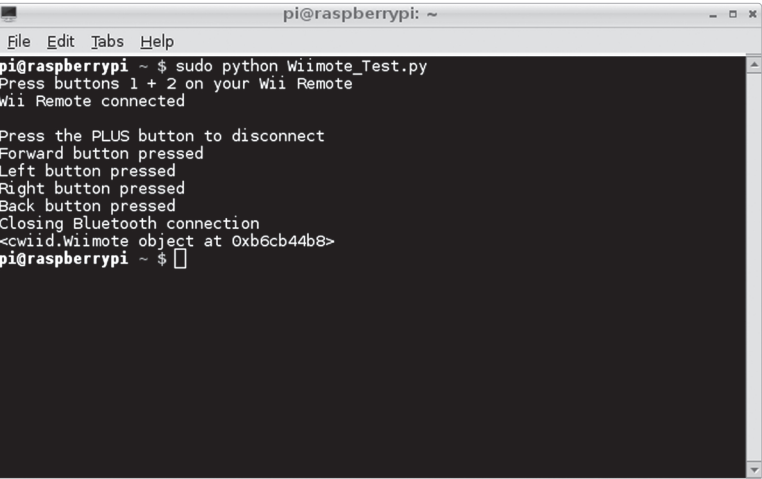 pi@raspberrypi: ~
File Edit Tabs Help
pi@raspberrypi ~ $ sudo python Wiimote_Test.py
Press buttons 1 + 2 on your Wii Remote
Wii Remote connected
Press the PLUS button to disconnect
Forward button pressed
Left button pressed
Right button pressed
Back button pressed
Closing Bluetooth connection
<cwiid.Wiimote object at 0xb6cb44b8>
pi@raspberrypi ~ $